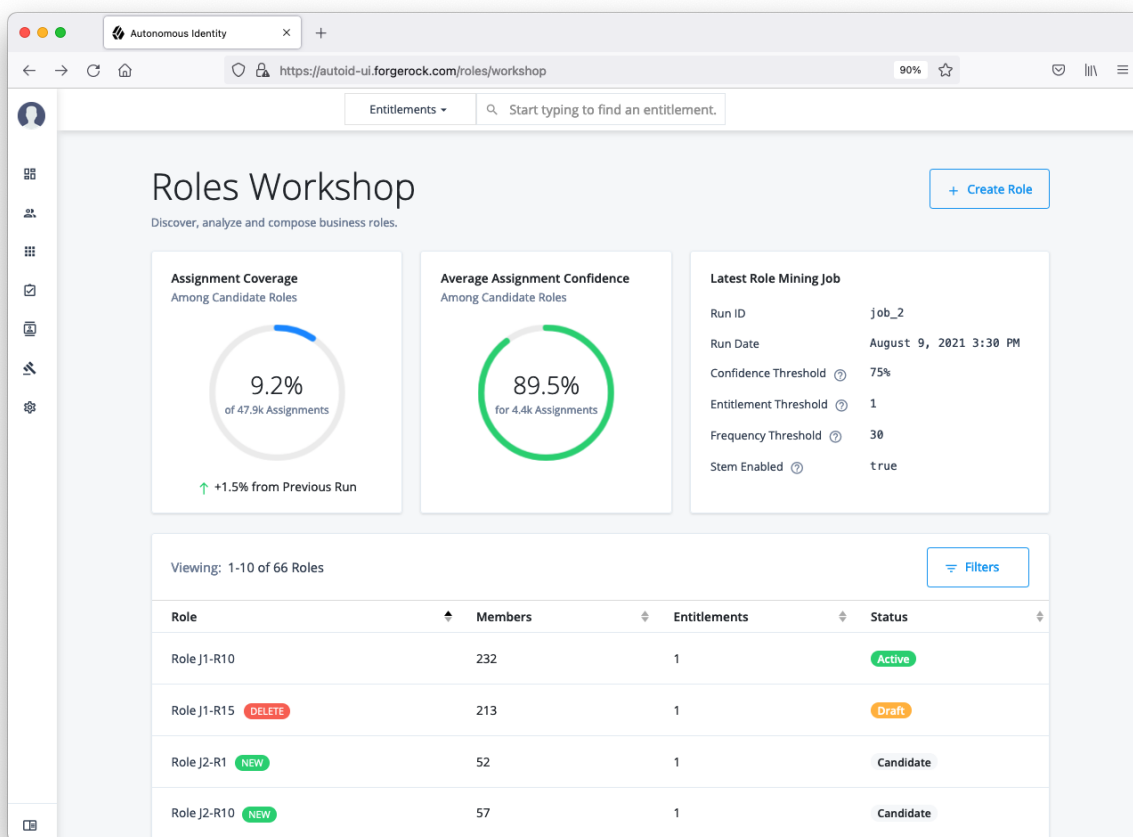 Autonomous Identity
https://autoid-ui.forgerock.com/roles/workshop
90%
Entitlements
Start typing to find an entitlement.
Roles Workshop
+ Create Role
Discover, analyze and compose business roles.
Assignment Coverage
Among Candidate Roles
9.2%
of 47.9k Assignments
+1.5% from Previous Run
Average Assignment Confidence
Among Candidate Roles
89.5%
for 4.4k Assignments
Latest Role Mining Job
Run ID job_2
Run Date August 9, 2021 3:30 PM
Confidence Threshold ? 75%
Entitlement Threshold ? 1
Frequency Threshold ? 30
Stem Enabled ? true
Viewing: 1-10 of 66 Roles
Filters
Role Members Entitlements Status
Role J1-R10 232 1 Active
Role J1-R15 DELETE 213 1 Draft
Role J2-R1 NEW 52 1 Candidate
Role J2-R10 NEW 57 1 Candidate